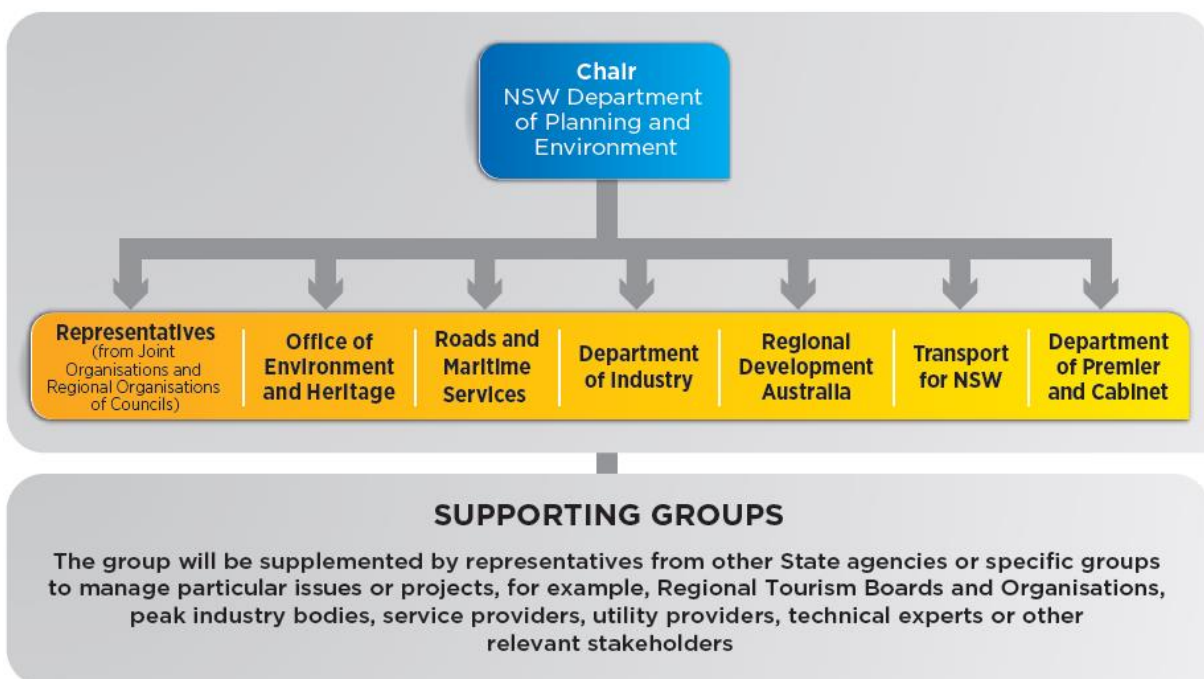 Chair
NSW Department
of Planning and
Environment
Representatives
(from Joint
Organisations and
Regional Organisations
of Councils)
Office of
Environment
and Heritage
Roads and
Maritime
Services
Department
of Industry
Regional
Development
Australia
Transport
for NSW
Department
of Premier
and Cabinet
SUPPORTING GROUPS
The group will be supplemented by representatives from other State agencies or specific groups
to manage particular issues or projects, for example, Regional Tourism Boards and Organisations,
peak industry bodies, service providers, utility providers, technical experts or other
relevant stakeholders